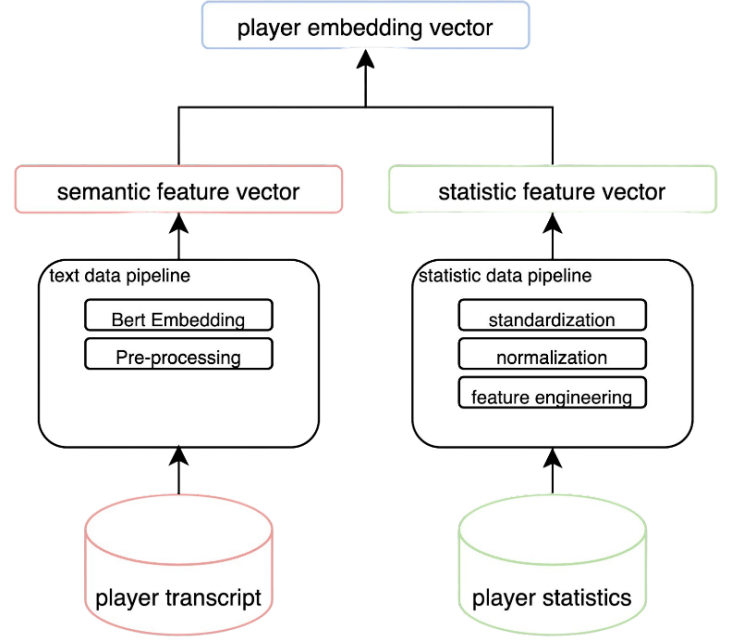 player embedding vector
semantic feature vector
statistic feature vector
text data pipeline
Bert Embedding
Pre-processing
statistic data pipeline
standardization
normalization
feature engineering
player transcript
player statistics